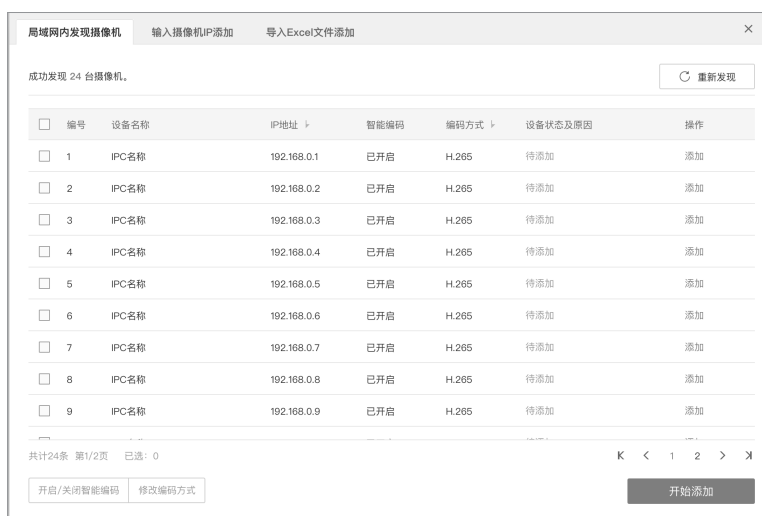 局域网内发现摄像机 输入摄像机IP添加 导入Excel文件添加
成功发现 24 台摄像机。 重新发现
编号 设备名称 IP地址 智能编码 编码方式 设备状态及原因 操作
1 IPC名称 192.168.0.1 已开启 H.265 待添加 添加
2 IPC名称 192.168.0.2 已开启 H.265 待添加 添加
3 IPC名称 192.168.0.3 已开启 H.265 待添加 添加
4 IPC名称 192.168.0.4 已开启 H.265 待添加 添加
5 IPC名称 192.168.0.5 已开启 H.265 待添加 添加
6 IPC名称 192.168.0.6 已开启 H.265 待添加 添加
7 IPC名称 192.168.0.7 已开启 H.265 待添加 添加
8 IPC名称 192.168.0.8 已开启 H.265 待添加 添加
9 IPC名称 192.168.0.9 已开启 H.265 待添加 添加
共计24条 第1/2页 已选：0 1 2
开启/关闭智能编码 修改编码方式 开始添加